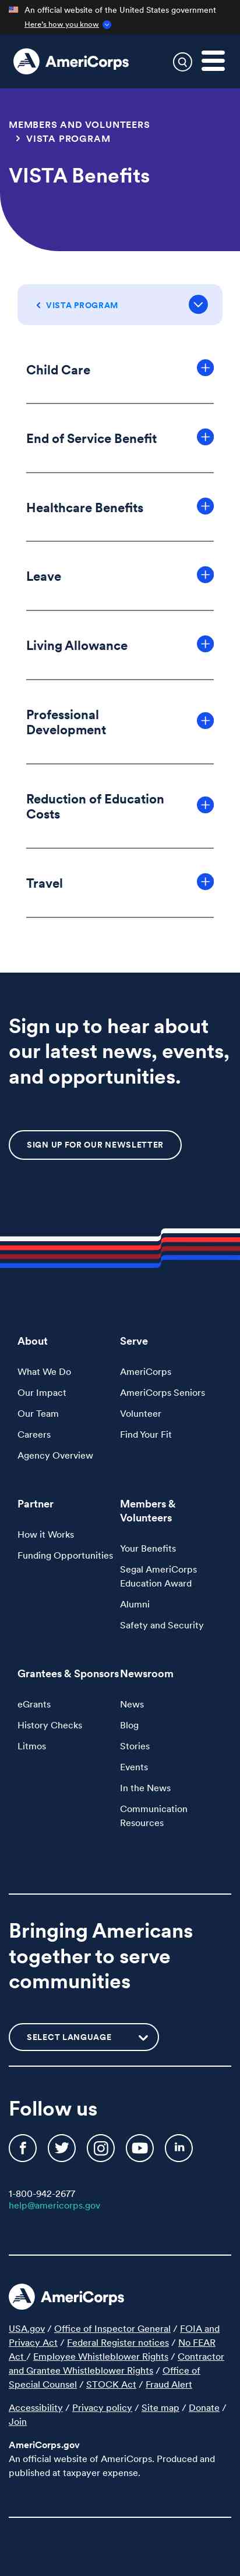 An official website of the United States government
Here's how you know
AmeriCorps
MEMBERS AND VOLUNTEERS
VISTA PROGRAM
VISTA Benefits
VISTA PROGRAM
Child Care
End of Service Benefit
Healthcare Benefits
Leave
Living Allowance
Professional
Development
Reduction of Education
Costs
Travel
Sign up to hear about
our latest news, events,
and opportunities.
SIGN UP FOR OUR NEWSLETTER
About
What We Do
Our Impact
Our Team
Careers
Agency Overview
Serve
AmeriCorps
AmeriCorps Seniors
Volunteer
Find Your Fit
Partner
How it Works
Funding Opportunities
Members &
Volunteers
Your Benefits
Segal AmeriCorps
Education Award
Alumni
Safety and Security
Grantees & Sponsors
eGrants
History Checks
Litmos
Newsroom
News
Blog
Stories
Events
In the News
Communication
Resources
Bringing Americans
together to serve
communities
SELECT LANGUAGE
Follow us
1-800-942-2677
help@americorps.gov
AmeriCorps
USA.gov / Office of Inspector General / FOIA and
Privacy Act / Federal Register notices / No FEAR
Act / Employee Whistleblower Rights / Contractor
and Grantee Whistleblower Rights / Office of
Special Counsel / STOCK Act / Fraud Alert
Accessibility / Privacy policy / Site map / Donate /
Join
AmeriCorps.gov
An official website of AmeriCorps. Produced and
published at taxpayer expense.